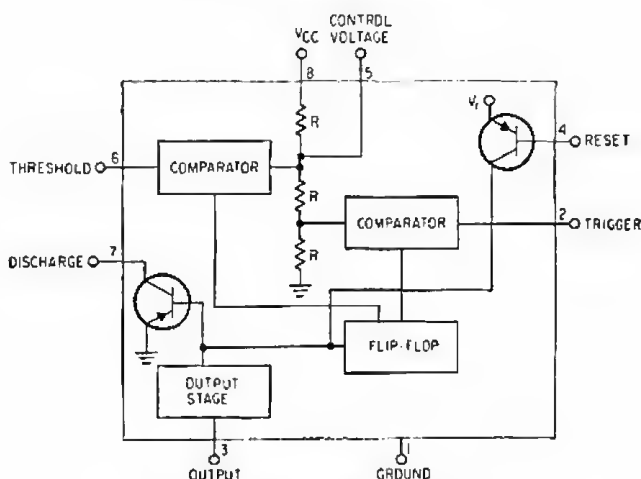 CONTROL
VOLTAGE
VCC
8
5
R
Vr
4
RESET
THRESHOLD
6
COMPARATOR
R
COMPARATOR
2
TRIGGER
7
DISCHARGE
R
FLIP-FLOP
OUTPUT
STAGE
3
OUTPUT
1
GROUND